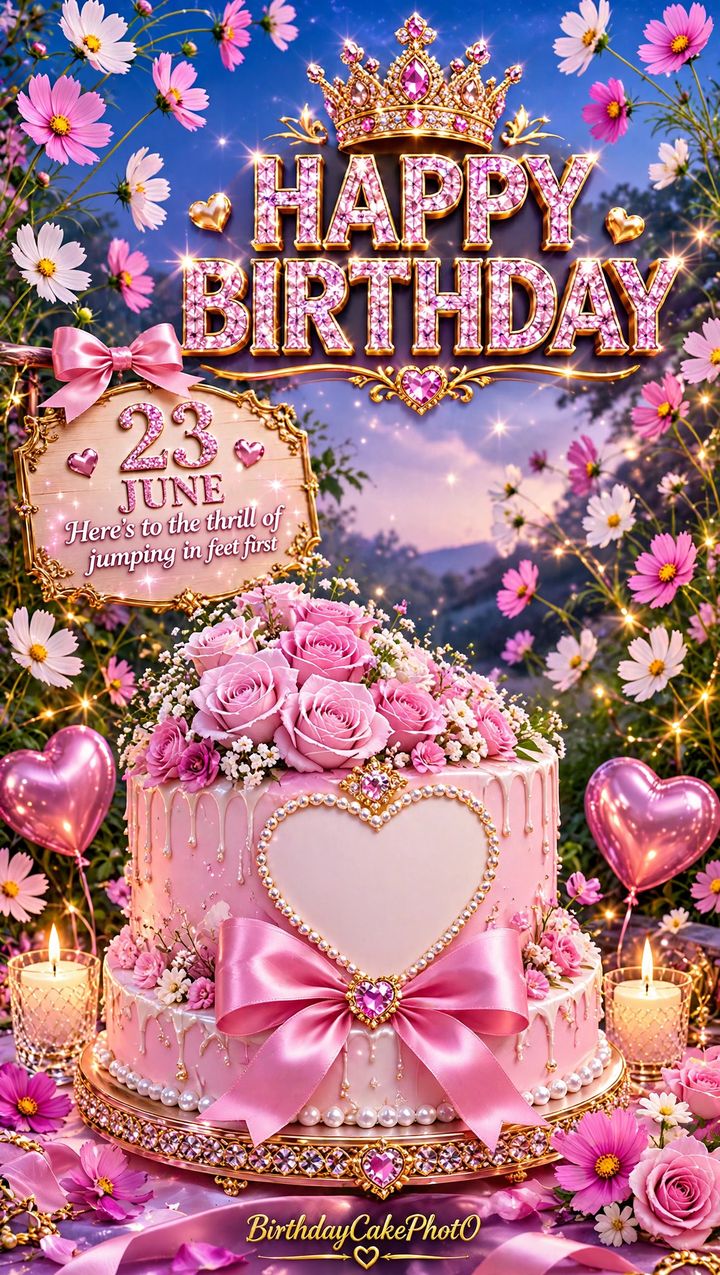 HAPPY
BIRTHDAY
23
JUNE
Here's to the thrill of
jumping in feet first
BirthdayCakePhotO